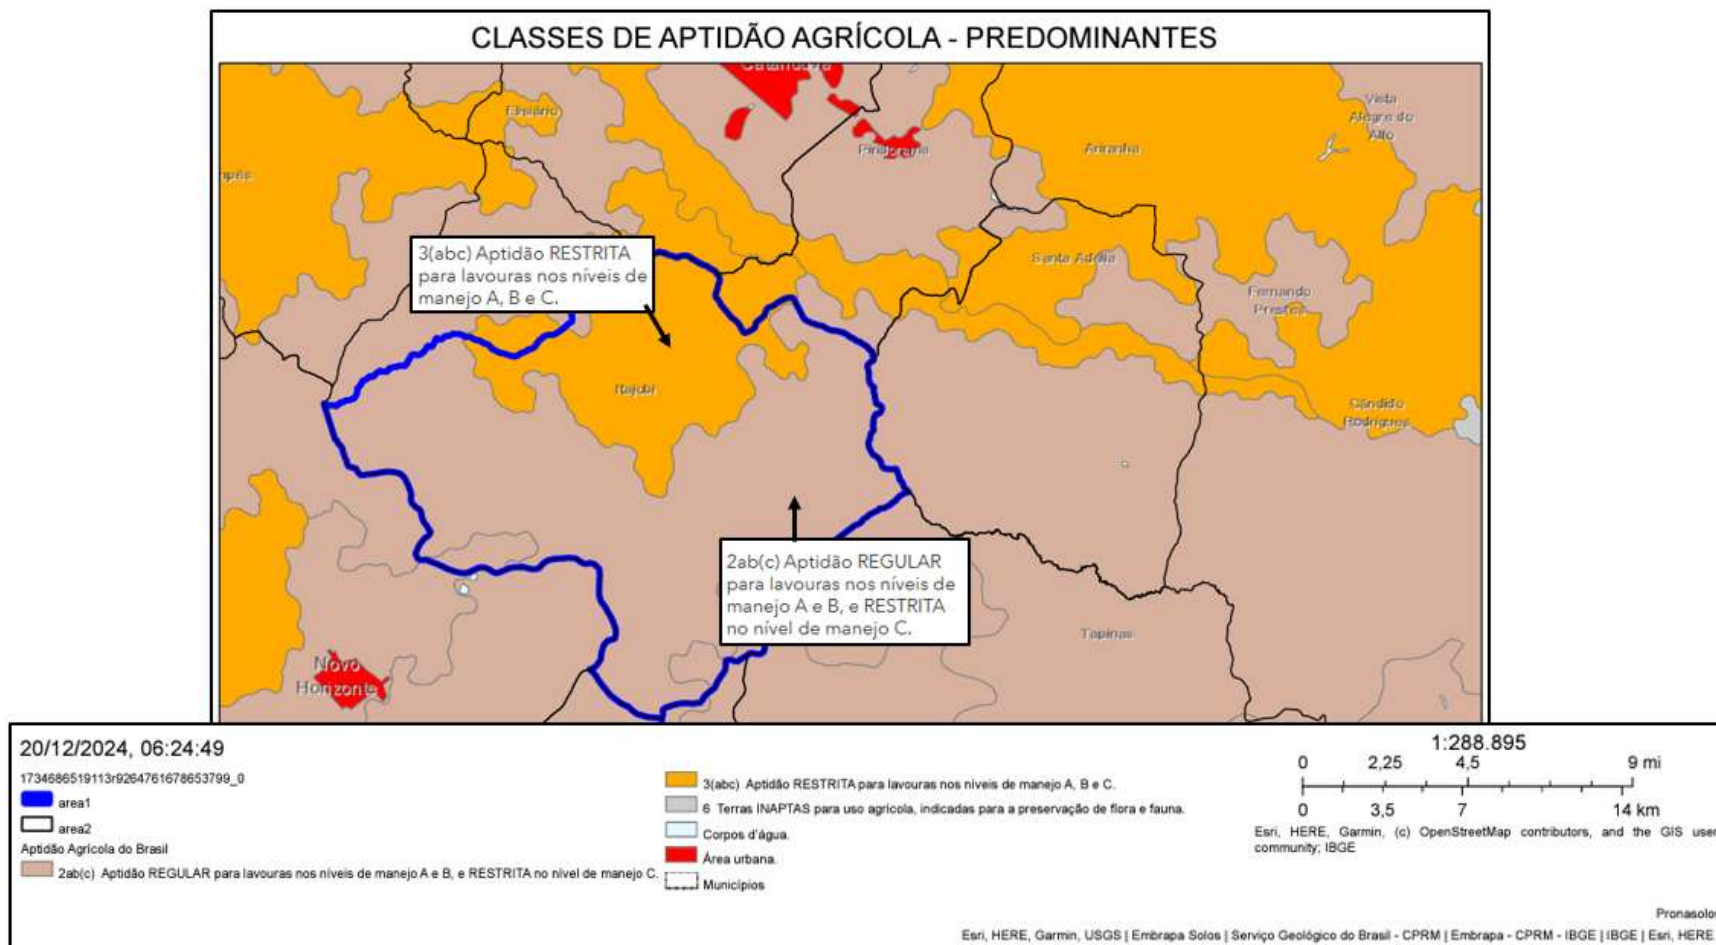 CLASSES DE APTIDÃO AGRÍCOLA - PREDOMINANTES
Catanduva
Elisiário
Vista
Alegre do
Alto
Pindorama
Ariranha
3(abc) Aptidão RESTRITA
para lavouras nos níveis de
manejo A, B e C.
Santa Adélia
Fernando
Prestes
Itajobi
Cândido
Rodrigues
2ab(c) Aptidão REGULAR
para lavouras nos níveis de
manejo A e B, e RESTRITA
no nível de manejo C.
Tapinas
Novo
Horizonte
20/12/2024, 06:24:49
1734686519113r9264761678653799_0
area1
area2
Aptidão Agrícola do Brasil
2ab(c) Aptidão REGULAR para lavouras nos níveis de manejo A e B, e RESTRITA no nível de manejo C.
3(abc) Aptidão RESTRITA para lavouras nos níveis de manejo A, B e C.
6 Terras INAPTAS para uso agrícola, indicadas para a preservação de flora e fauna.
Corpos d'água.
Área urbana.
Municípios
1:288.895
0 2,25 4,5 9 mi
0 3,5 7 14 km
Esri, HERE, Garmin, (c) OpenStreetMap contributors, and the GIS user
community; IBGE
Pronasolos
Esri, HERE, Garmin, USGS | Embrapa Solos | Serviço Geológico do Brasil - CPRM | Embrapa - CPRM - IBGE | IBGE | Esri, HERE